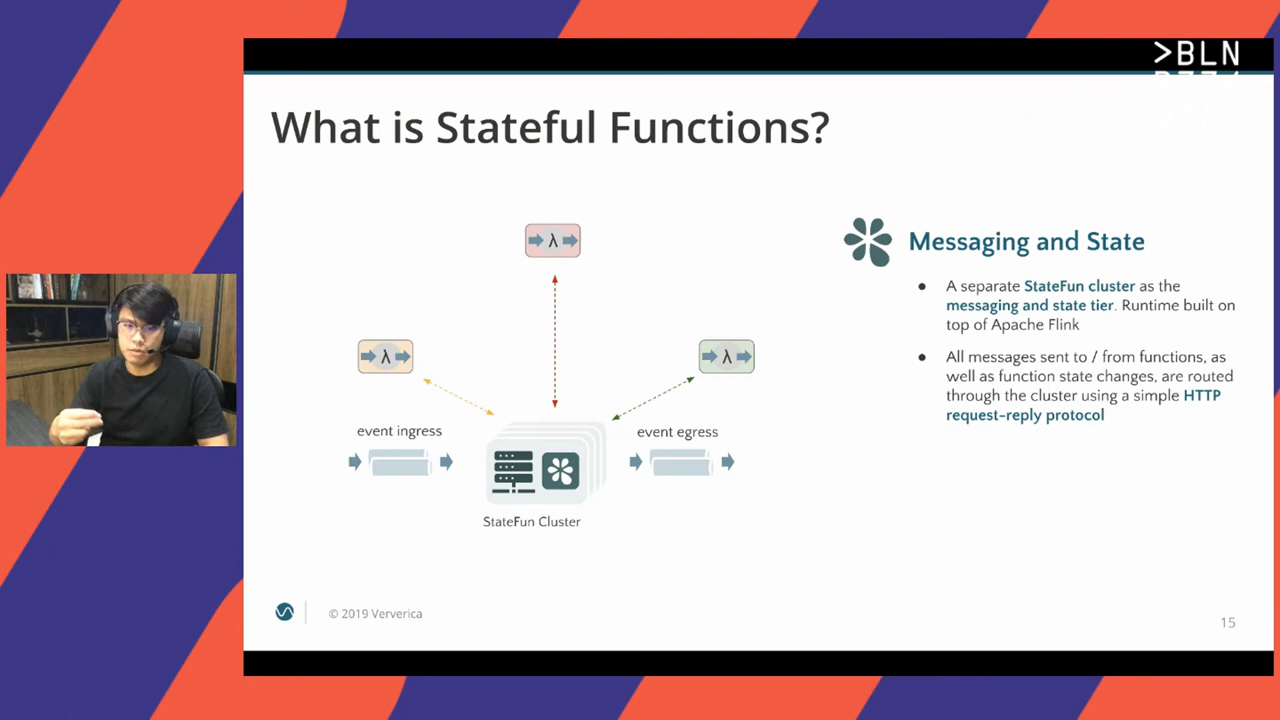 >BLN
What is Stateful Functions?
λ
λ
λ
event ingress
event egress
StateFun Cluster
Messaging and State
● A separate StateFun cluster as the
messaging and state tier. Runtime built on
top of Apache Flink
● All messages sent to / from functions, as
well as function state changes, are routed
through the cluster using a simple HTTP
request-reply protocol
© 2019 Ververica
15